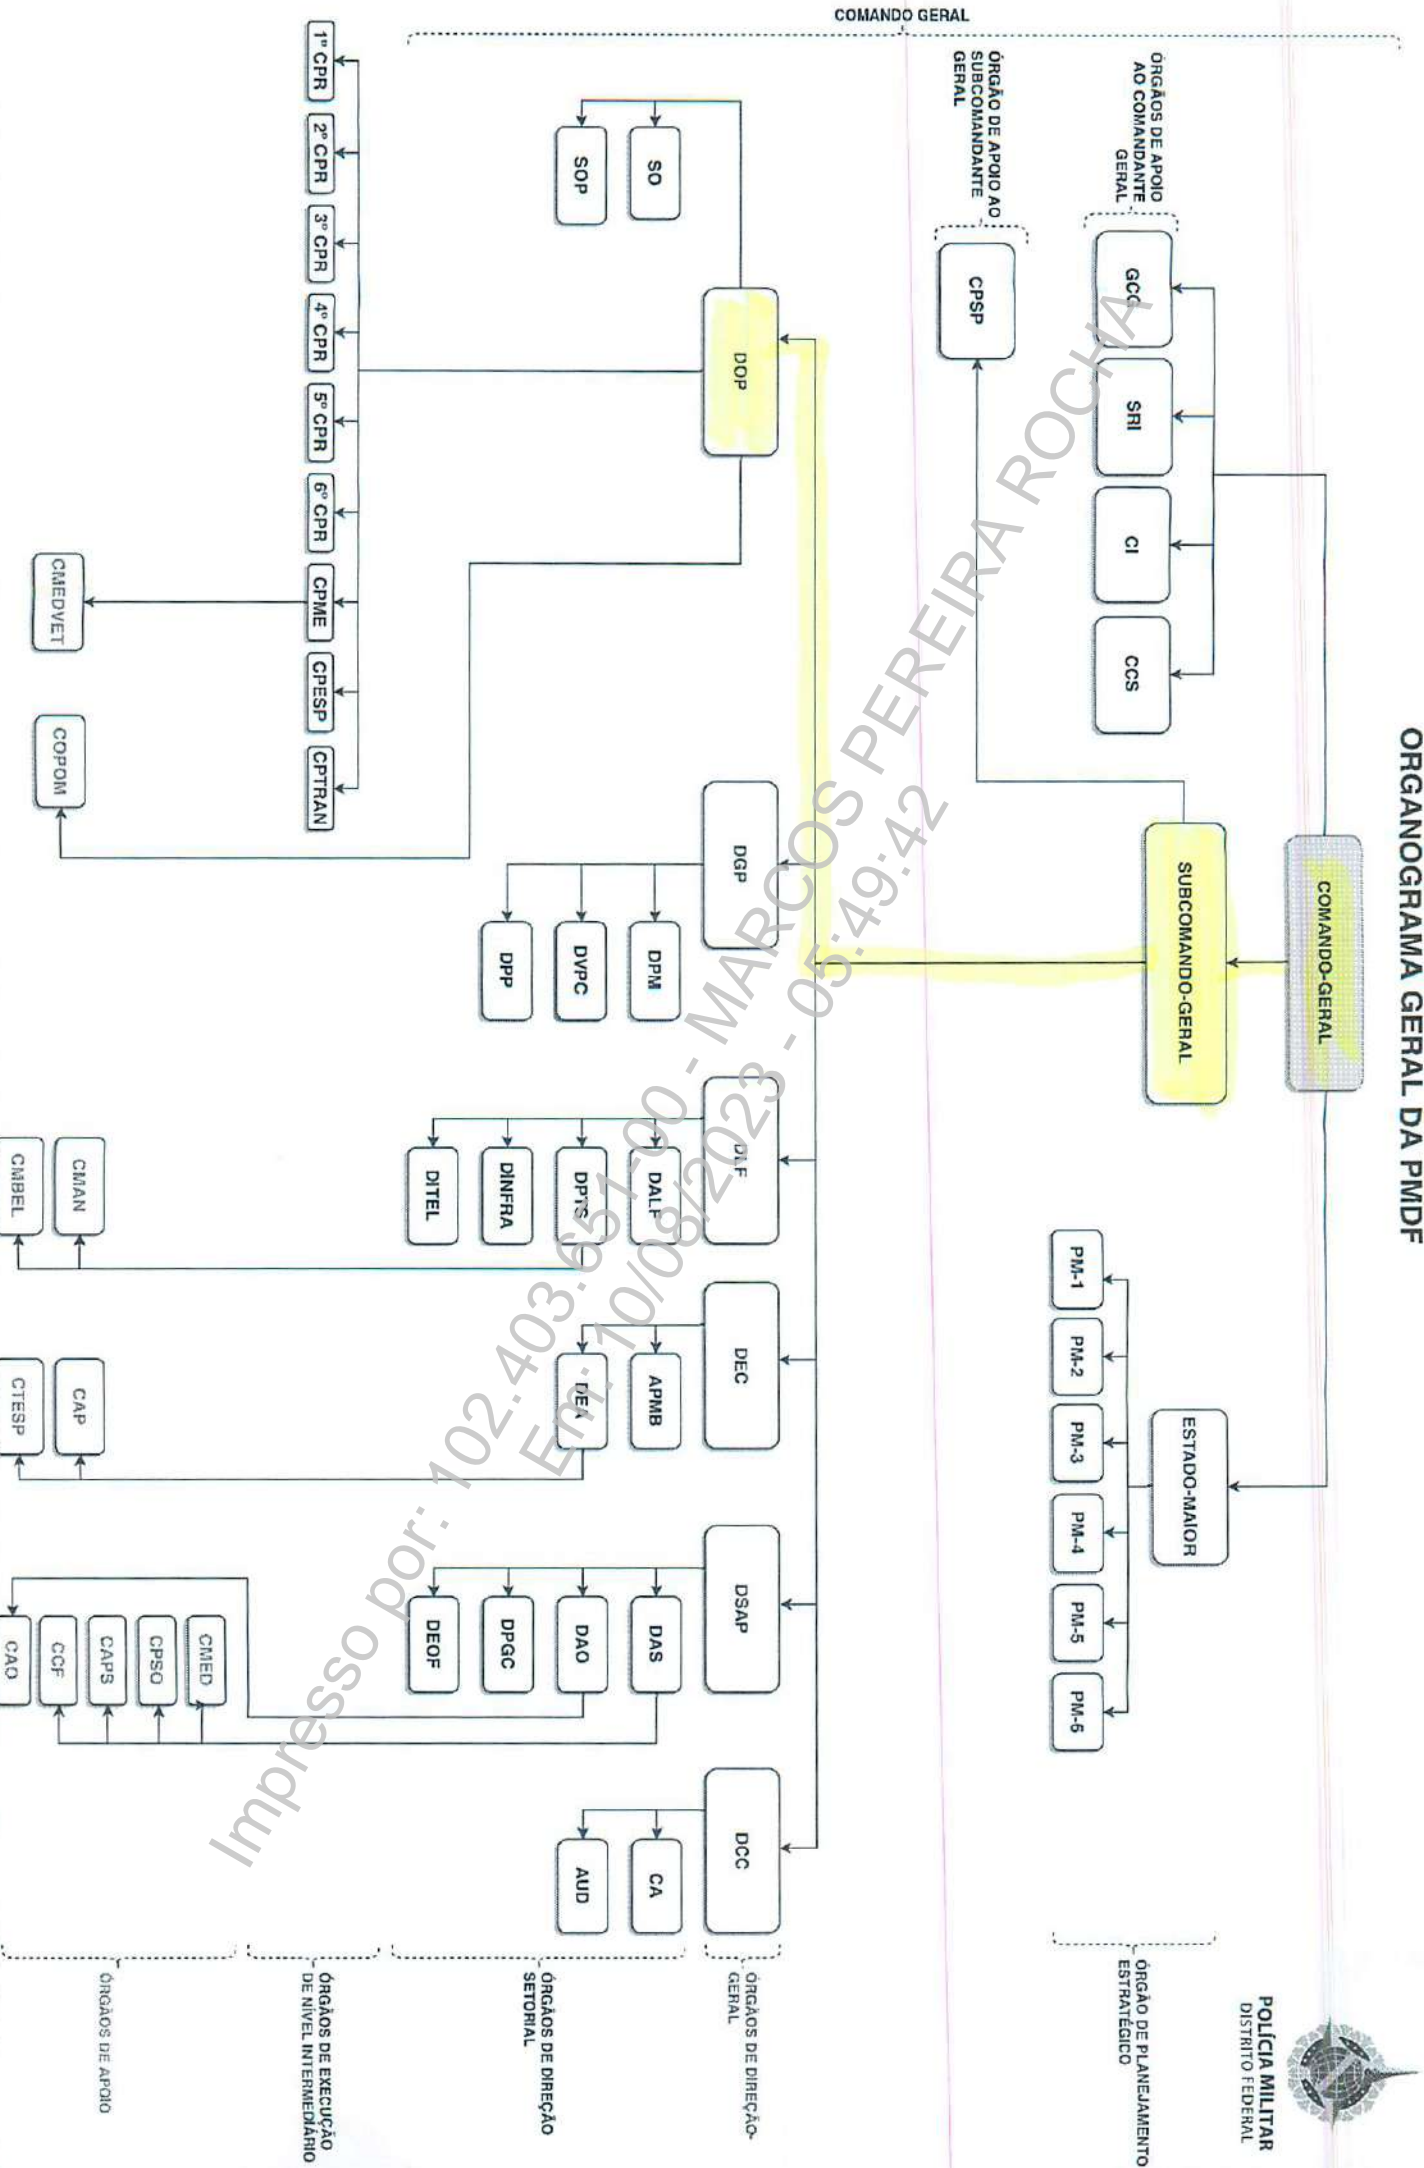 ORGANOGRAMA GERAL DA PMDF
POLÍCIA MILITAR
DISTRITO FEDERAL
COMANDO GERAL
COMANDO-GERAL
SUBCOMANDO-GERAL
ESTADO-MAIOR
ÓRGÃOS DE APOIO
AO COMANDANTE
GERAL
GCG
SRI
CI
CCS
PM-1
PM-2
PM-3
PM-4
PM-5
PM-6
ÓRGÃO DE PLANEJAMENTO
ESTRATÉGICO
ÓRGÃO DE APOIO AO
SUBCOMANDANTE
GERAL
CPSP
DOP
DGP
DLF
DEC
DSAP
DCC
ÓRGÃOS DE DIREÇÃO-
GERAL
SO
SOP
DPM
DVPC
DPP
DALF
DPTS
DINFRA
DITEL
APMB
DEA
DAS
DAO
DPGC
DEOF
CA
AUD
ÓRGÃOS DE DIREÇÃO
SETORIAL
1º CPR
2º CPR
3º CPR
4º CPR
5º CPR
6º CPR
CPME
CPESP
CPTRAN
ÓRGÃOS DE EXECUÇÃO
DE NÍVEL INTERMEDIÁRIO
CMEDVET
COPOM
CMAN
CMBEL
CAP
CTESP
CMED
CPSO
CAPS
CCF
CAO
ÓRGÃOS DE APOIO
Impresso por: 102.403.651-00 - MARCOS PEREIRA ROCHA
Em: 10/08/2023 - 05:49:42